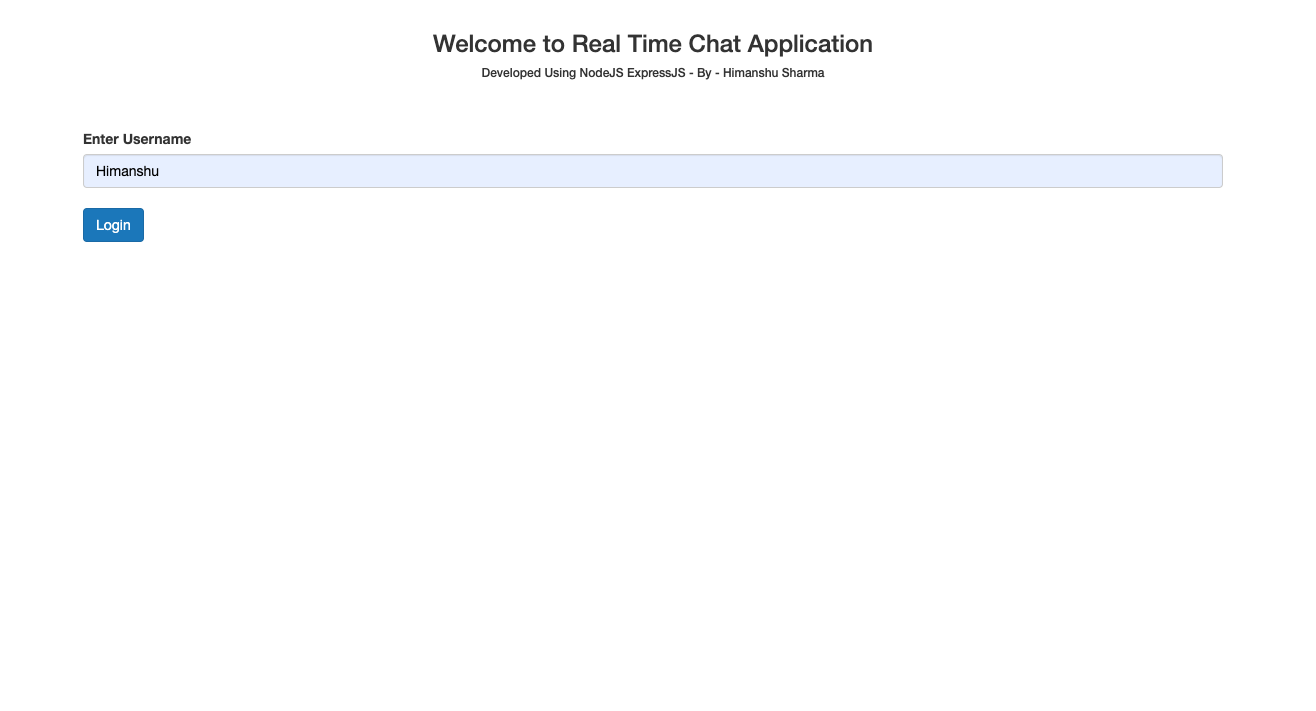 Welcome to Real Time Chat Application
Developed Using NodeJS ExpressJS - By - Himanshu Sharma
Enter Username
Himanshu
Login